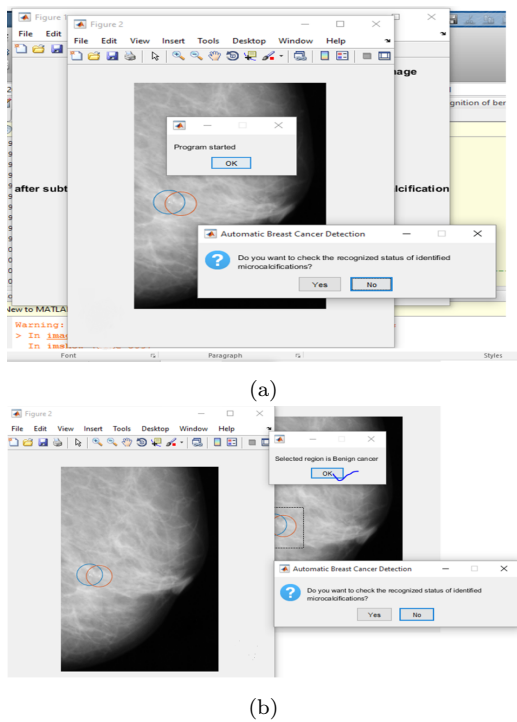 Figure 1
Figure 2
File Edit
File Edit View Insert Tools Desktop Window Help
age
gnition of ber
Program started
OK
after subt
lcification
Automatic Breast Cancer Detection
Do you want to check the recognized status of identified
microcalcifications?
Yes No
New to MATLA
Warning:
> In imag
In
Font Paragraph Styles
(a)
Figure 2
File Edit View Insert Tools Desktop Window Help
Selected region is Benign cancer
OK
Automatic Breast Cancer Detection
Do you want to check the recognized status of identified
microcalcifications?
Yes No
(b)